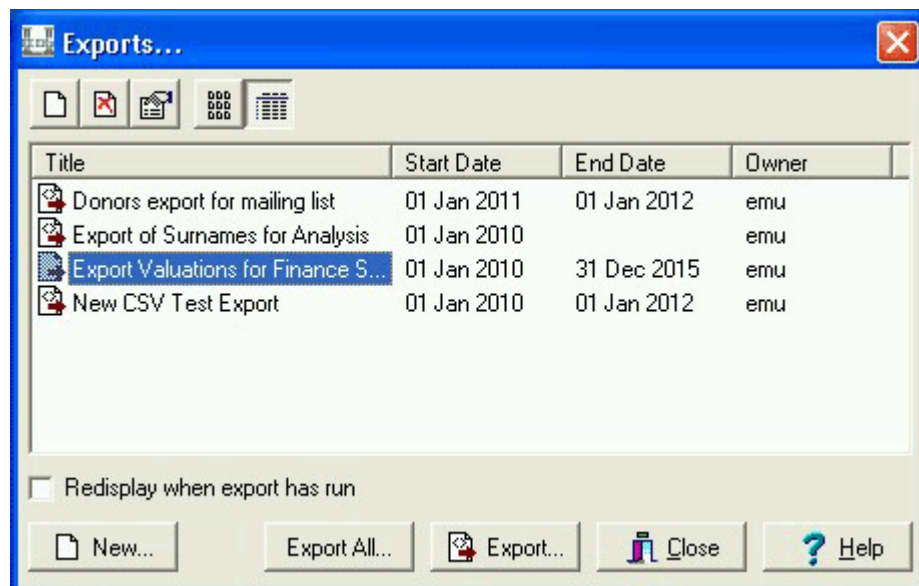 Exports...
Title Start Date End Date Owner
Donors export for mailing list 01 Jan 2011 01 Jan 2012 emu
Export of Surnames for Analysis 01 Jan 2010 emu
Export Valuations for Finance S... 01 Jan 2010 31 Dec 2015 emu
New CSV Test Export 01 Jan 2010 01 Jan 2012 emu
Redisplay when export has run
New... Export All... Export... Close Help